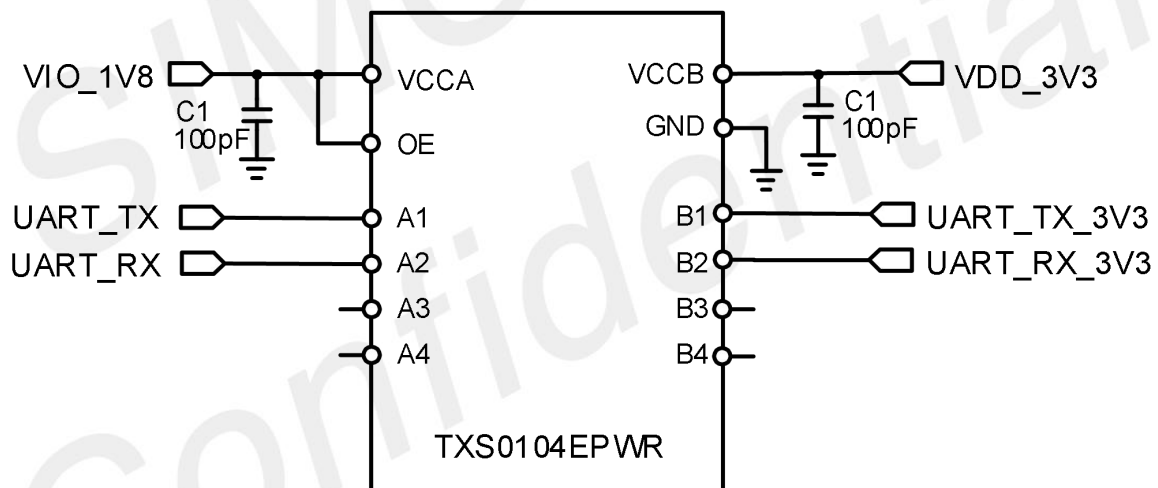 VIO_1V8
C1
100pF
VCCA
OE
UART_TX
A1
UART_RX
A2
A3
A4
VCCB
VDD_3V3
C1
100pF
GND
B1
UART_TX_3V3
B2
UART_RX_3V3
B3
B4
TXS0104EPWR
Confidential